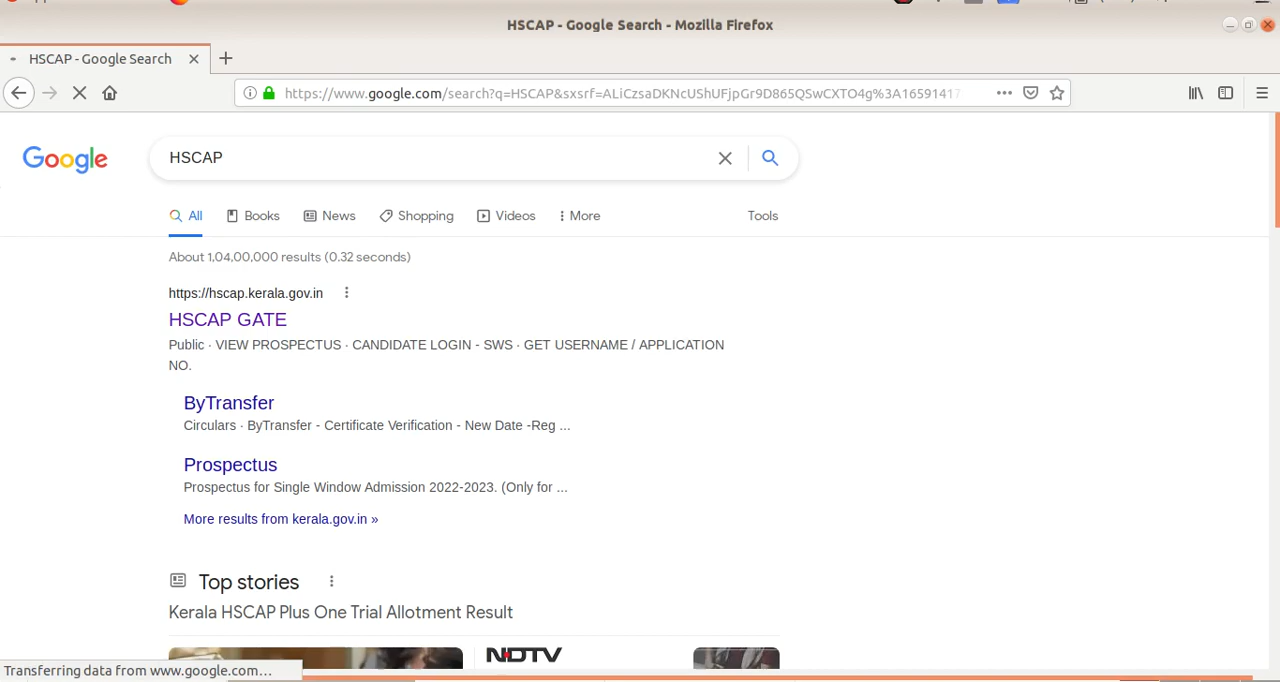 HSCAP - Google Search - Mozilla Firefox
HSCAP - Google Search
https://www.google.com/search?q=HSCAP&sxsrf=ALiCzsaDKNcUShUFJpGr9D865QSwCXTO4g%3A16591417
Google
HSCAP
All
Books
News
Shopping
Videos
More
Tools
About 1,04,00,000 results (0.32 seconds)
https://hscap.kerala.gov.in
HSCAP GATE
Public · VIEW PROSPECTUS · CANDIDATE LOGIN - SWS · GET USERNAME / APPLICATION
NO.
ByTransfer
Circulars · ByTransfer - Certificate Verification - New Date -Reg ...
Prospectus
Prospectus for Single Window Admission 2022-2023. (Only for ...
More results from kerala.gov.in »
Top stories
Kerala HSCAP Plus One Trial Allotment Result
NDTV
Transferring data from www.google.com…